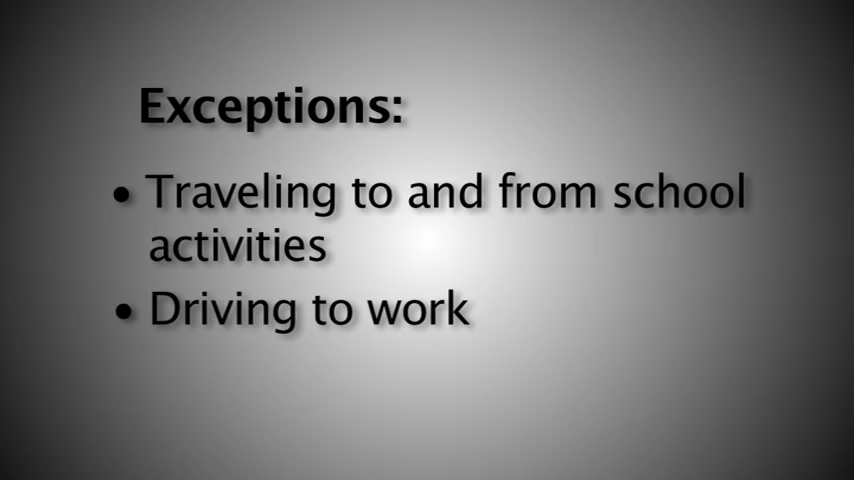 Exceptions:
• Traveling to and from school
activities
• Driving to work